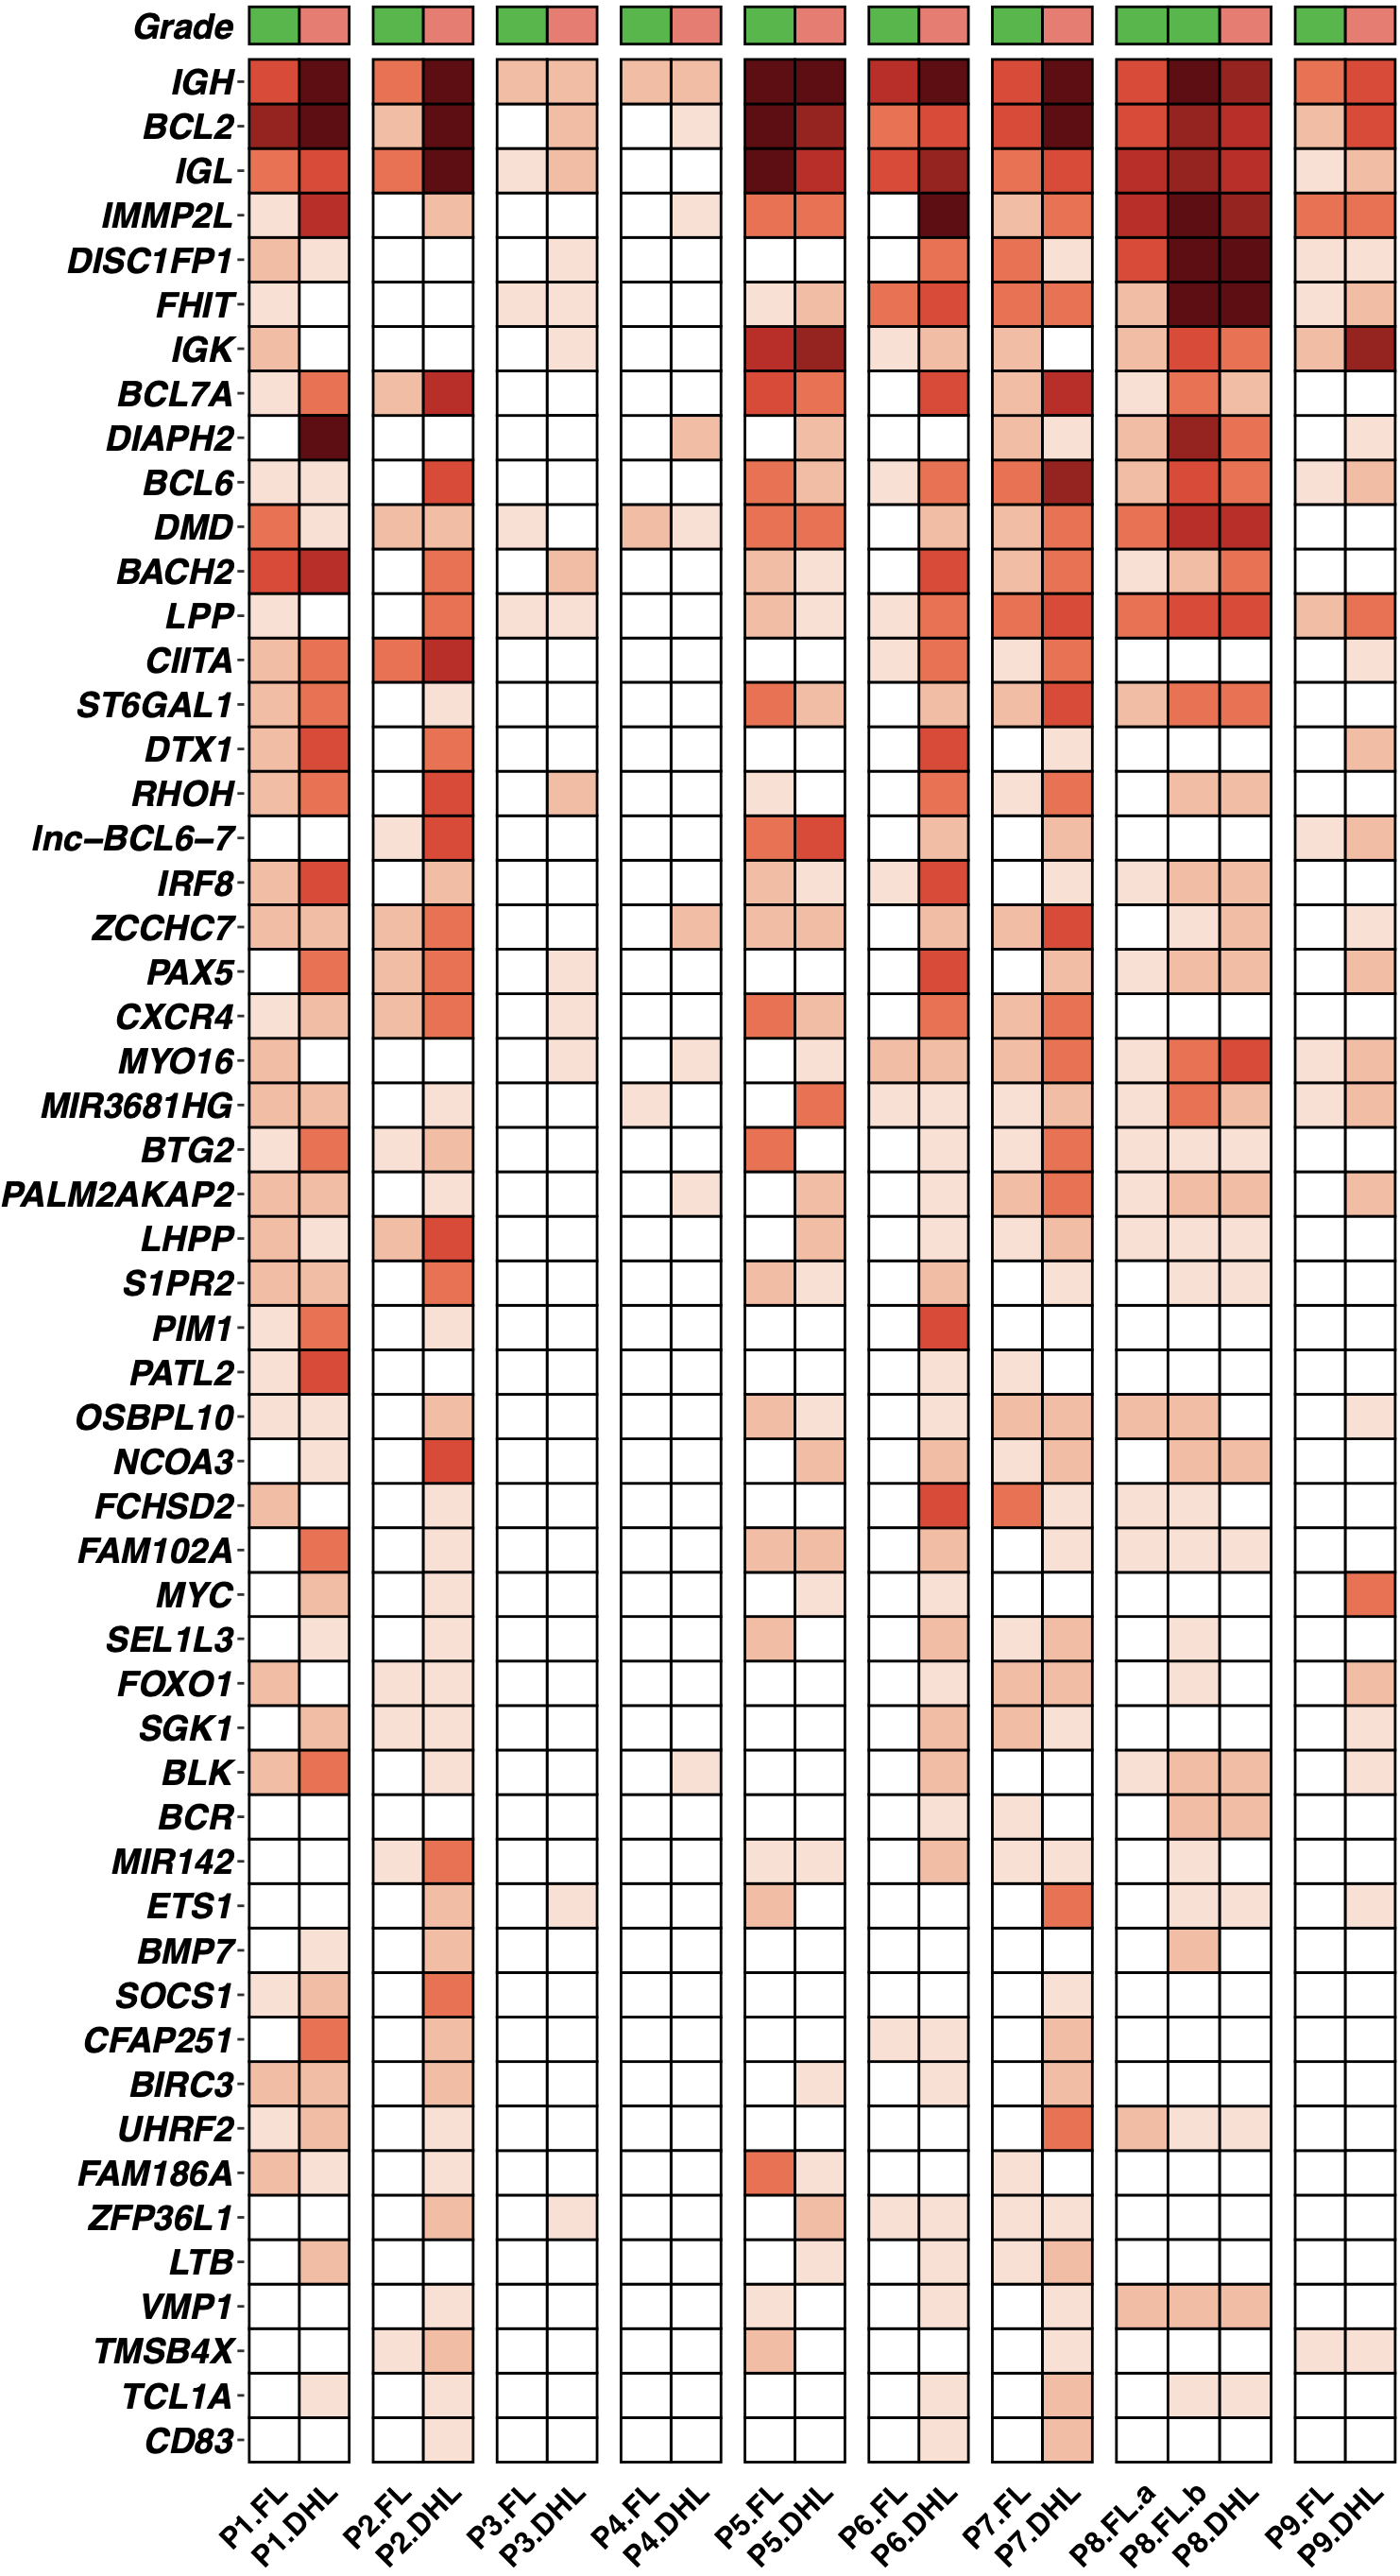 Grade
IGH
BCL2
IGL
IMMP2L
DISC1FP1
FHIT
IGK
BCL7A
DIAPH2
BCL6
DMD
BACH2
LPP
CIITA
ST6GAL1
DTX1
RHOH
lnc−BCL6−7
IRF8
ZCCHC7
PAX5
CXCR4
MYO16
MIR3681HG
BTG2
PALM2AKAP2
LHPP
S1PR2
PIM1
PATL2
OSBPL10
NCOA3
FCHSD2
FAM102A
MYC
SEL1L3
FOXO1
SGK1
BLK
BCR
MIR142
ETS1
BMP7
SOCS1
CFAP251
BIRC3
UHRF2
FAM186A
ZFP36L1
LTB
VMP1
TMSB4X
TCL1A
CD83
P1.FL
P1.DHL
P2.FL
P2.DHL
P3.FL
P3.DHL
P4.FL
P4.DHL
P5.FL
P5.DHL
P6.FL
P6.DHL
P7.FL
P7.DHL
P8.FL.a
P8.FL.b
P8.DHL
P9.FL
P9.DHL